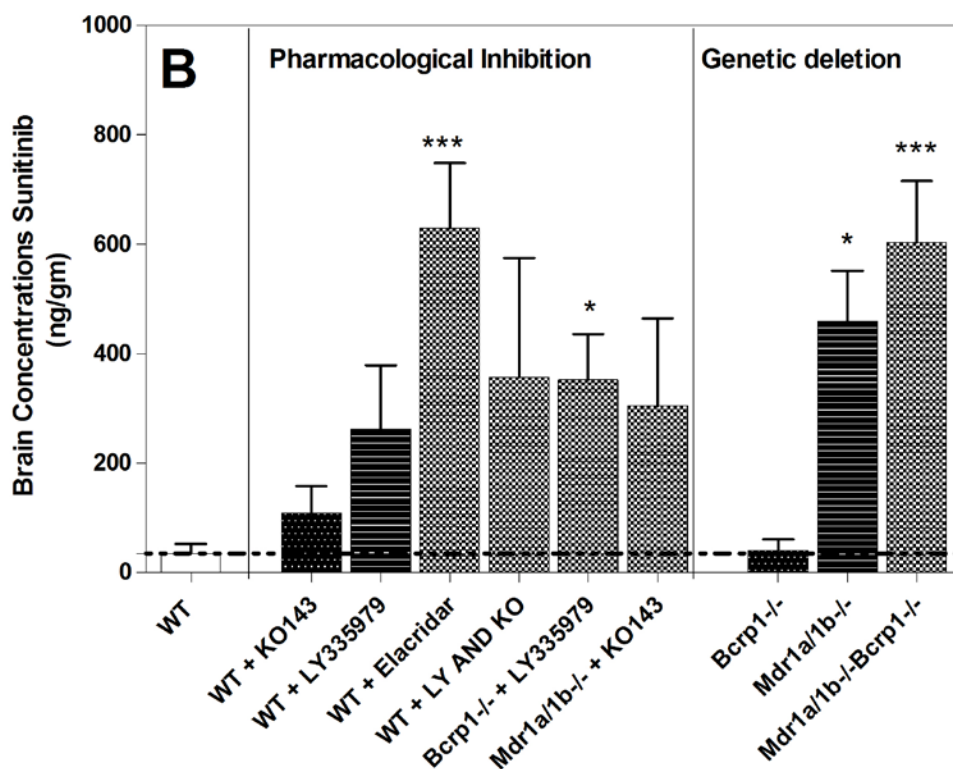 B
Pharmacological Inhibition
Genetic deletion
Brain Concentrations Sunitinib
(ng/gm)
1000
800
600
400
200
0
***
*
*
***
WT
WT + KO143
WT + LY335979
WT + Elacridar
WT + LY AND KO
Bcrp1-/- + LY335979
Mdr1a/1b-/- + KO143
Bcrp1-/-
Mdr1a/1b-/-
Mdr1a/1b-/-Bcrp1-/-